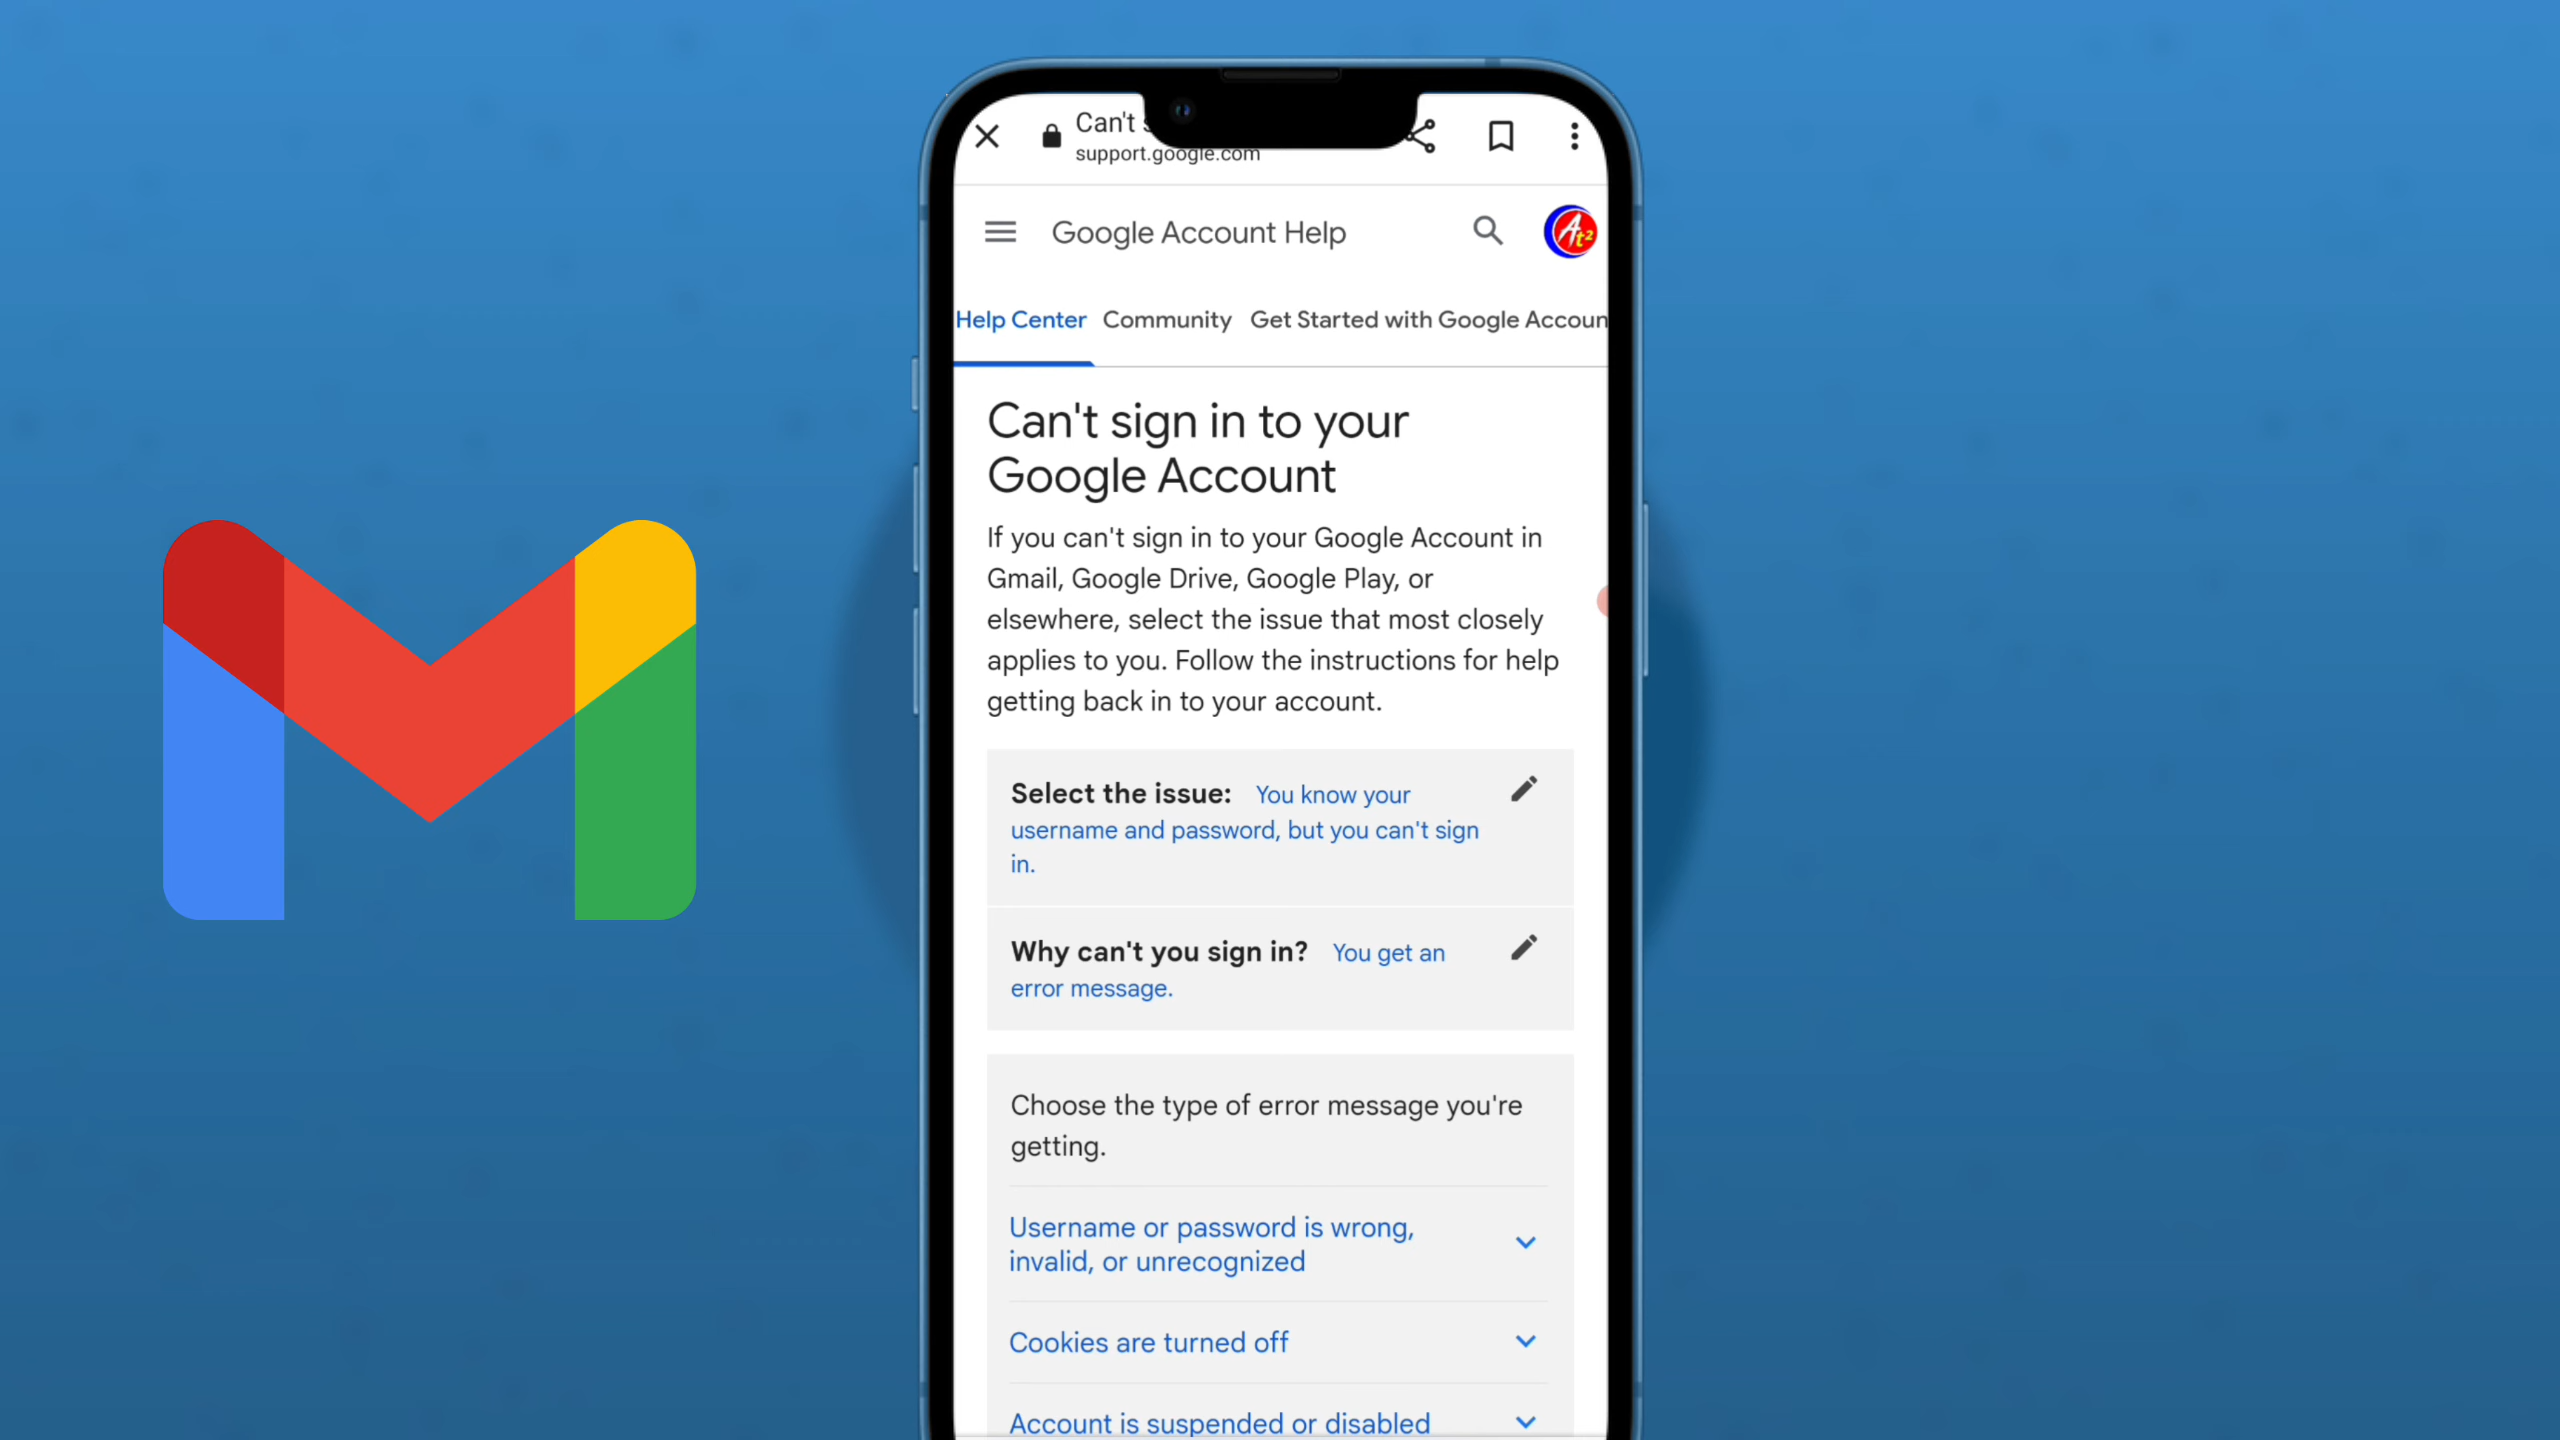 Can't
support.google.com
Google Account Help
At2
Help Center Community Get Started with Google Accoun
Can't sign in to your
Google Account
If you can't sign in to your Google Account in
Gmail, Google Drive, Google Play, or
elsewhere, select the issue that most closely
applies to you. Follow the instructions for help
getting back in to your account.
Select the issue: You know your
username and password, but you can't sign
in.
Why can't you sign in? You get an
error message.
Choose the type of error message you're
getting.
Username or password is wrong,
invalid, or unrecognized
Cookies are turned off
Account is suspended or disabled